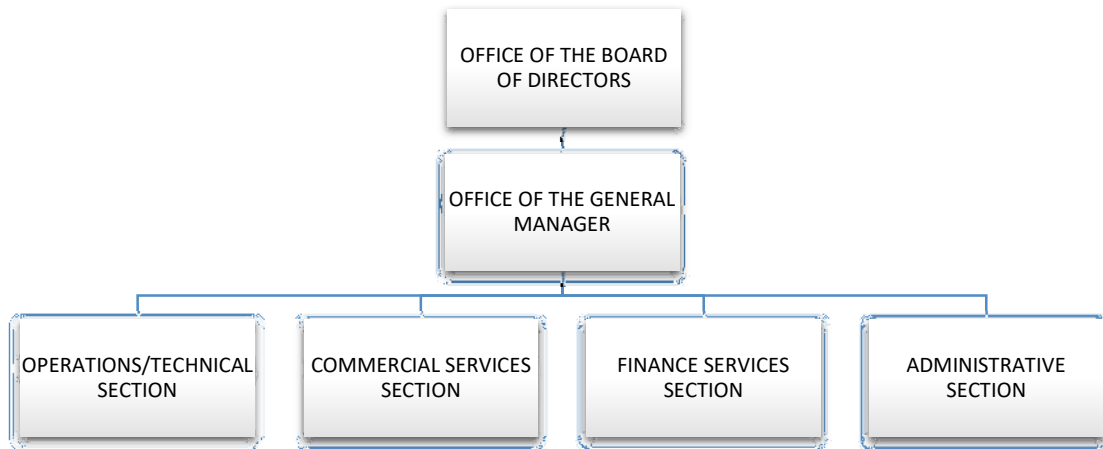 OFFICE OF THE BOARD
OF DIRECTORS
OFFICE OF THE GENERAL
MANAGER
OPERATIONS/TECHNICAL
SECTION
COMMERCIAL SERVICES
SECTION
FINANCE SERVICES
SECTION
ADMINISTRATIVE
SECTION